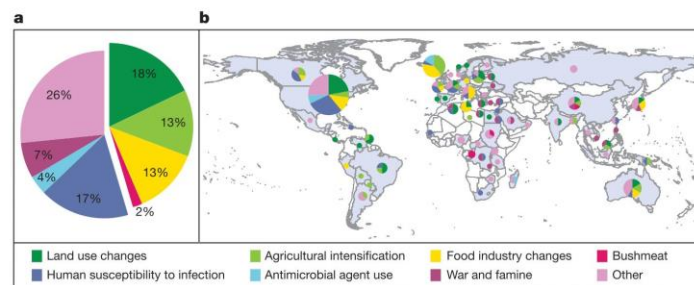 a
b
18%
13%
13%
2%
17%
4%
7%
26%
Land use changes
Agricultural intensification
Food industry changes
Bushmeat
Human susceptibility to infection
Antimicrobial agent use
War and famine
Other